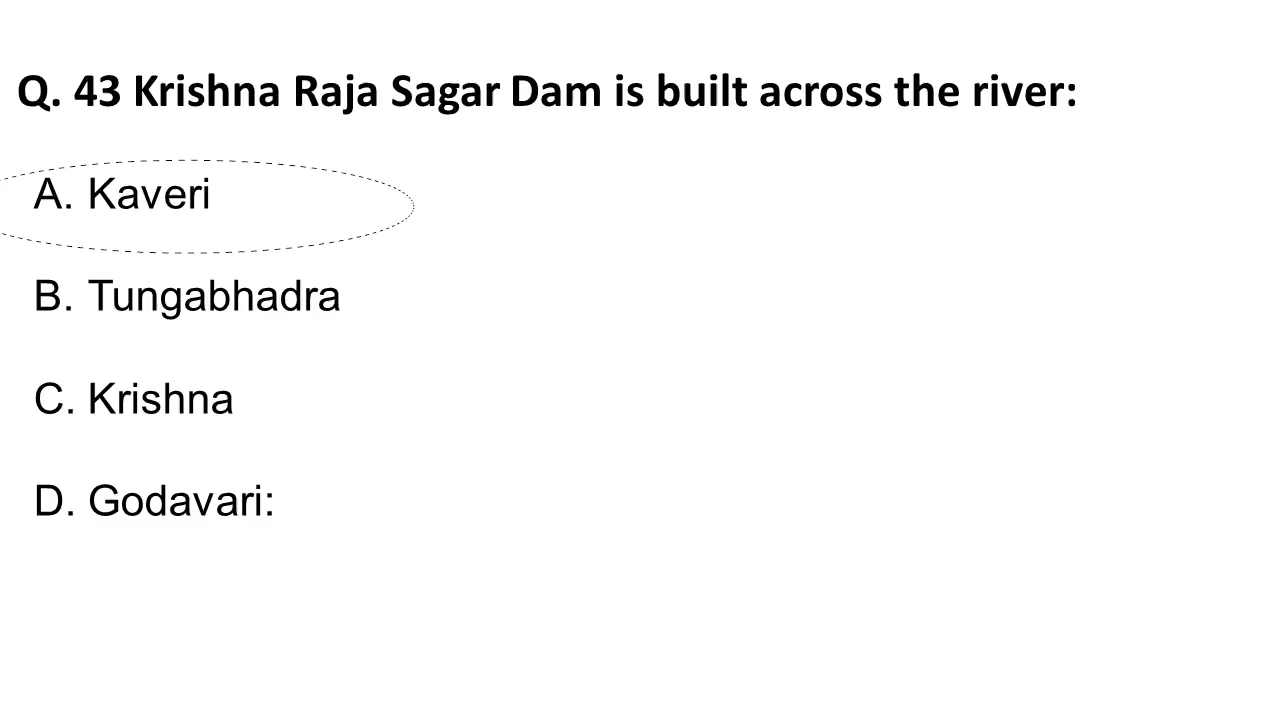 Q. 43 Krishna Raja Sagar Dam is built across the river:
A. Kaveri
B. Tungabhadra
C. Krishna
D. Godavari: